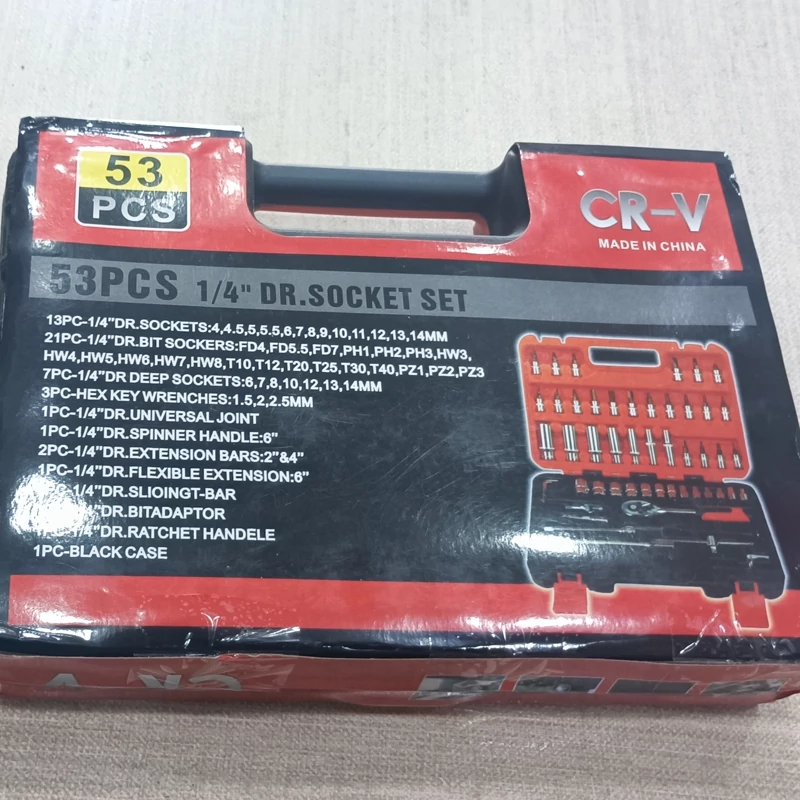 53
PCS
CR-V
MADE IN CHINA
53PCS 1/4" DR.SOCKET SET
13PC-1/4"DR.SOCKETS:4,4.5,5,5.5,6,7,8,9,10,11,12,13,14MM
21PC-1/4"DR.BIT SOCKERS:FD4,FD5.5,FD7,PH1,PH2,PH3,HW3,
HW4,HW5,HW6,HW7,HW8,T10,T12,T20,T25,T30,T40,PZ1,PZ2,PZ3
7PC-1/4"DR DEEP SOCKETS:6,7,8,10,12,13,14MM
3PC-HEX KEY WRENCHES:1.5,2,2.5MM
1PC-1/4"DR.UNIVERSAL JOINT
1PC-1/4"DR.SPINNER HANDLE:6"
2PC-1/4"DR.EXTENSION BARS:2"&4"
1PC-1/4"DR.FLEXIBLE EXTENSION:6"
1/4"DR.SLIOINGT-BAR
DR.BITADAPTOR
DR.RATCHET HANDELE
1PC-BLACK CASE
CR-V